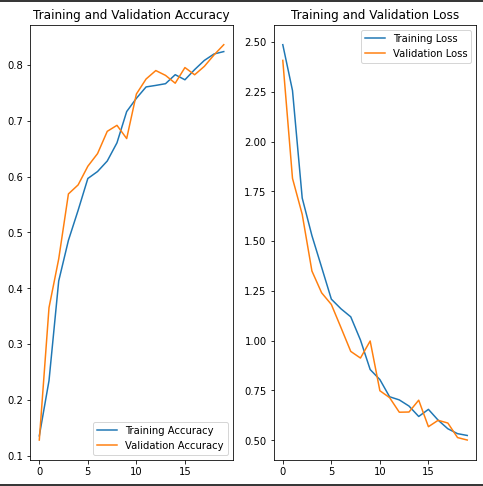 Training and Validation Accuracy
0.8
0.7
0.6
0.5
0.4
0.3
0.2
0.1
0 5 10 15
Training Accuracy
Validation Accuracy
Training and Validation Loss
2.50
2.25
2.00
1.75
1.50
1.25
1.00
0.75
0.50
0 5 10 15
Training Loss
Validation Loss